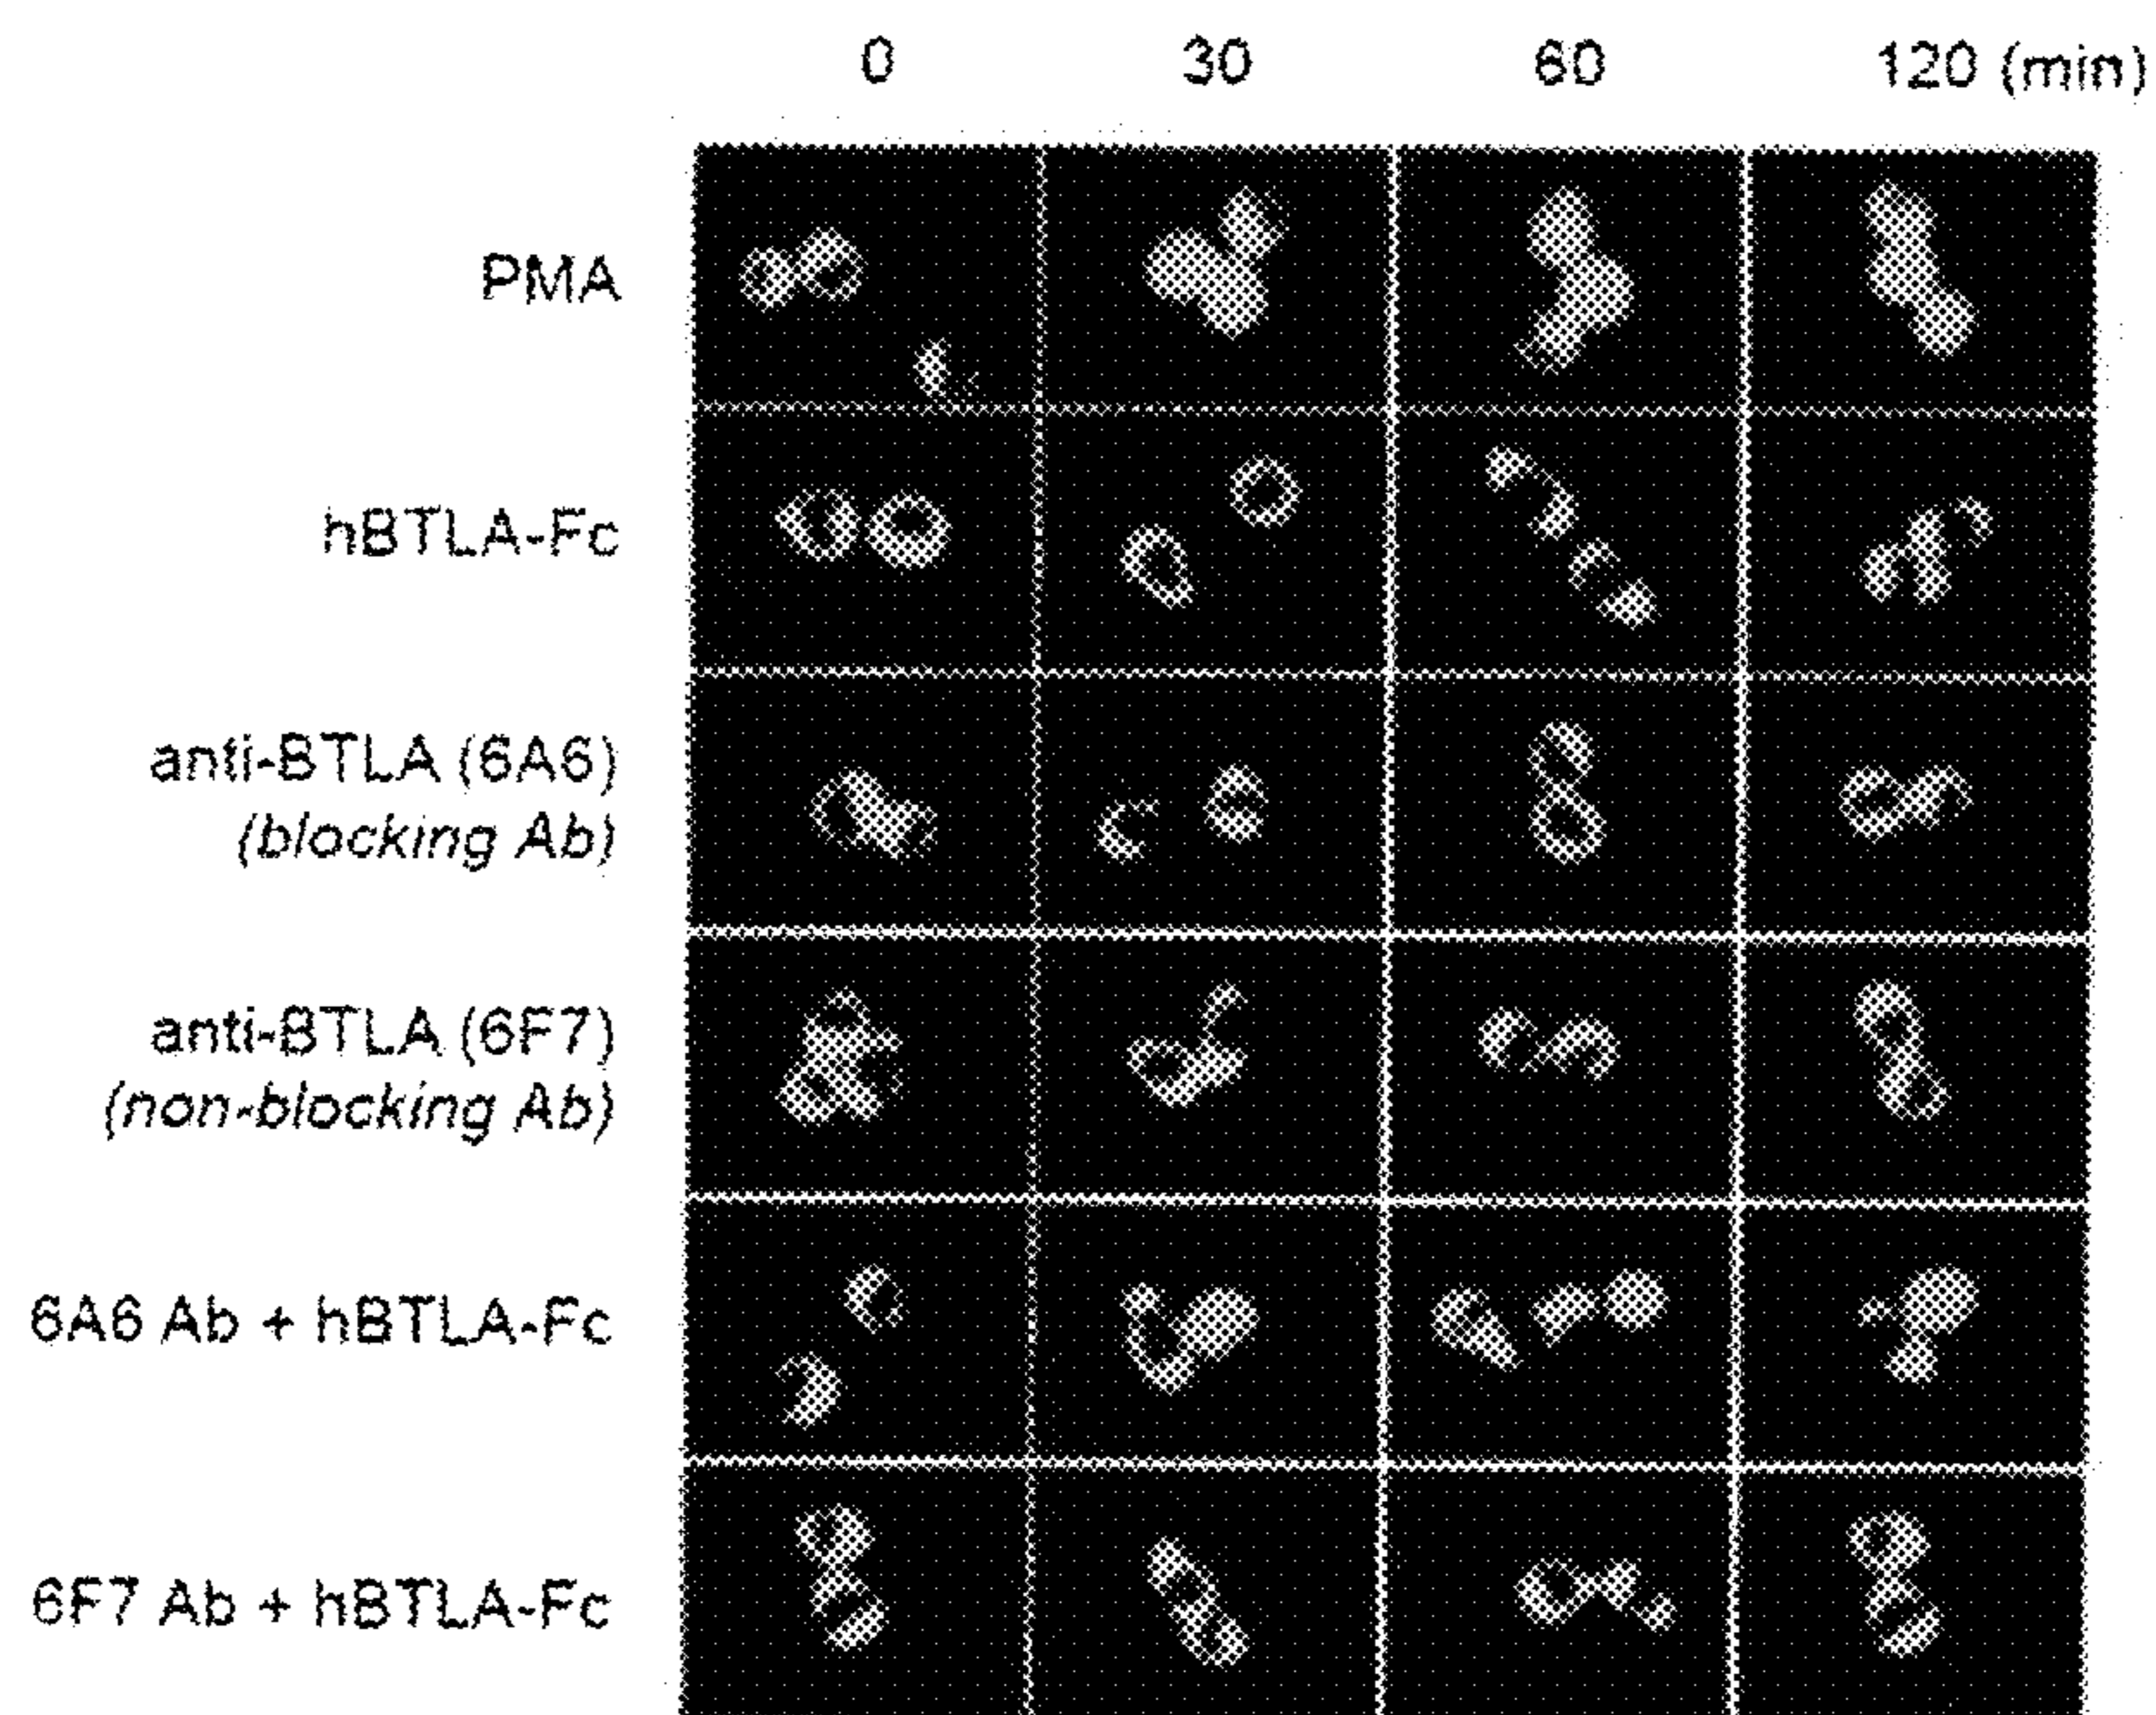 0 30 60 120 (min)
PMA
hBTLA-Fc
anti-BTLA (6A6)
(blocking Ab)
anti-BTLA (6F7)
(non-blocking Ab)
6A6 Ab + hBTLA-Fc
6F7 Ab + hBTLA-Fc